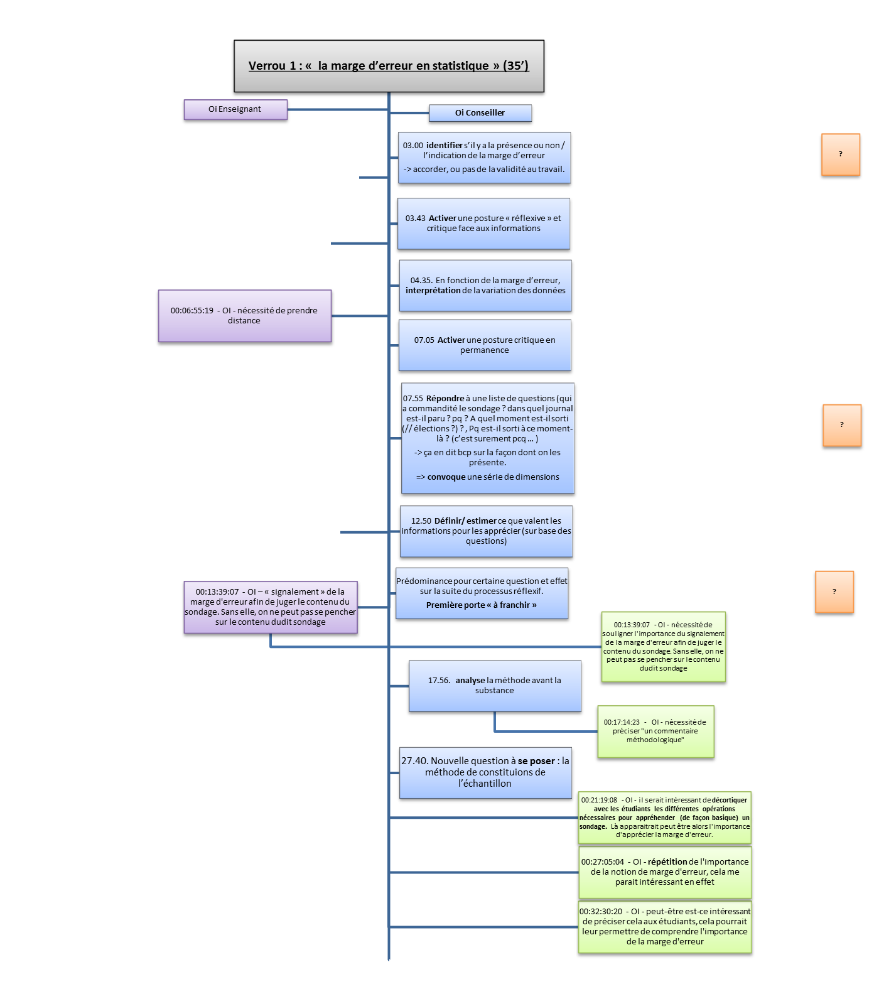 Verrou 1 : «  la marge d’erreur en statistique » (35’)
Oi Enseignant
Oi Conseiller
03.00 identifier s’il y a la présence ou non /
l’indication de la marge d’erreur
-> accorder, ou pas de la validité au travail.
?
03.43 Activer une posture « réflexive » et
critique face aux informations
04.35. En fonction de la marge d’erreur,
interprétation de la variation des données
00:06:55:19 - OI - nécessité de prendre
distance
07.05 Activer une posture critique en
permanence
07.55 Répondre à une liste de questions (qui
a commandité le sondage ? dans quel journal
est-il paru ? pq ? A quel moment est-il sorti
(// élections ?) ? , Pq est-il sorti à ce moment-
là ? (c’est surement pcq ... )
-> ça en dit bcp sur la façon dont on les
présente.
=> convoque une série de dimensions
?
12.50 Définir/ estimer ce que valent les
informations pour les apprécier (sur base des
questions)
Prédominance pour certaine question et effet
sur la suite du processus réflexif.
Première porte « à franchir »
00:13:39:07 - OI – « signalement » de la
marge d'erreur afin de juger le contenu du
sondage. Sans elle, on ne peut pas se pencher
sur le contenu dudit sondage
?
00:13:39:07 - OI - nécessité de
souligner l'importance du signalement
de la marge d'erreur afin de juger le
contenu du sondage. Sans elle, on ne
peut pas se pencher sur le contenu
dudit sondage
17.56. analyse la méthode avant la
substance
00:17:14:23 - OI - nécessité de
préciser "un commentaire
méthodologique"
27.40. Nouvelle question à se poser : la
méthode de constituions de
l’échantillon
00:21:19:08 - OI - il serait intéressant de décortiquer
avec les étudiants les différentes opérations
nécessaires pour appréhender (de façon basique) un
sondage. Là apparaitrait peut être alors l'importance
d'apprécier la marge d'erreur.
00:27:05:04 - OI - répétition de l'importance
de la notion de marge d'erreur, cela me
parait intéressant en effet
00:32:30:20 - OI - peut-être est-ce intéressant
de préciser cela aux étudiants, cela pourrait
leur permettre de comprendre l'importance
de la marge d'erreur